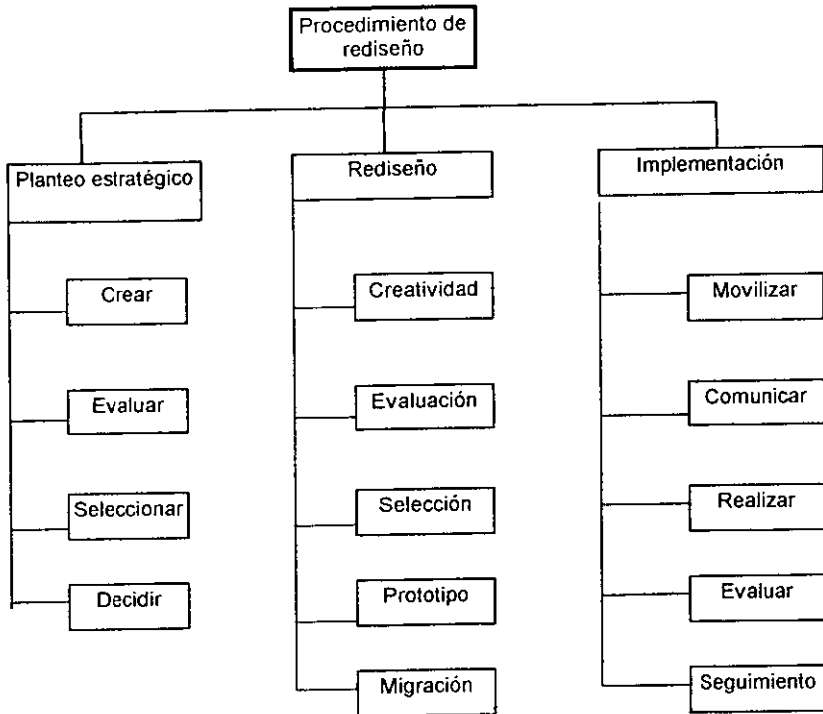 Procedimiento de
rediseño
Planteo estratégico
Crear
Evaluar
Seleccionar
Decidir
Rediseño
Creatividad
Evaluación
Selección
Prototipo
Migración
Implementación
Movilizar
Comunicar
Realizar
Evaluar
Seguimiento